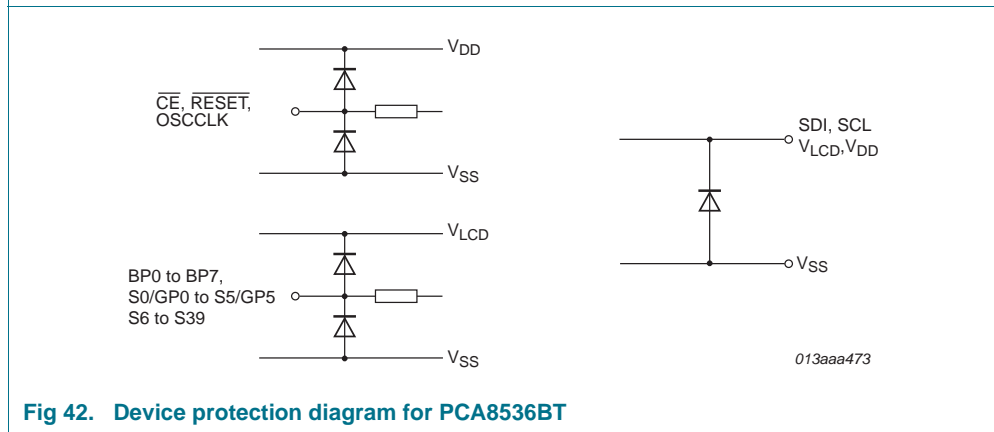 VDD
CE, RESET,
OSCCLK
VSS
VLCD
BP0 to BP7,
S0/GP0 to S5/GP5
S6 to S39
VSS
SDI, SCL
VLCD,VDD
VSS
013aaa473
Fig 42. Device protection diagram for PCA8536BT